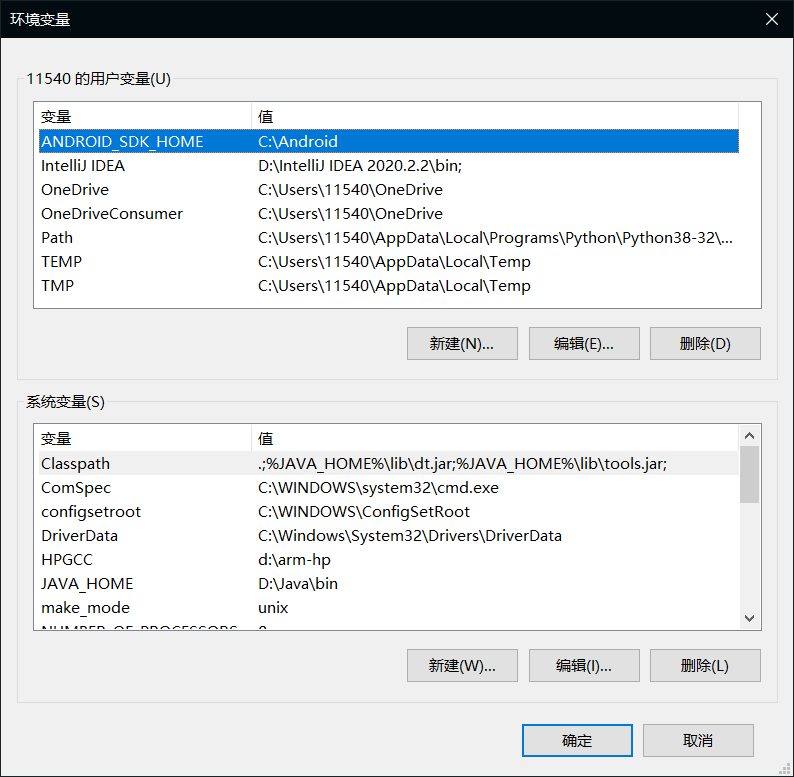 环境变量
11540 的用户变量(U)
变量 值
ANDROID_SDK_HOME C:\Android
IntelliJ IDEA D:\IntelliJ IDEA 2020.2.2\bin;
OneDrive C:\Users\11540\OneDrive
OneDriveConsumer C:\Users\11540\OneDrive
Path C:\Users\11540\AppData\Local\Programs\Python\Python38-32\...
TEMP C:\Users\11540\AppData\Local\Temp
TMP C:\Users\11540\AppData\Local\Temp
新建(N)... 编辑(E)... 删除(D)
系统变量(S)
变量 值
Classpath .;%JAVA_HOME%\lib\dt.jar;%JAVA_HOME%\lib\tools.jar;
ComSpec C:\WINDOWS\system32\cmd.exe
configsetroot C:\WINDOWS\ConfigSetRoot
DriverData C:\Windows\System32\Drivers\DriverData
HPGCC d:\arm-hp
JAVA_HOME D:\Java\bin
make_mode unix
NUMBER_OF_PROCESSORS
新建(W)... 编辑(I)... 删除(L)
确定 取消